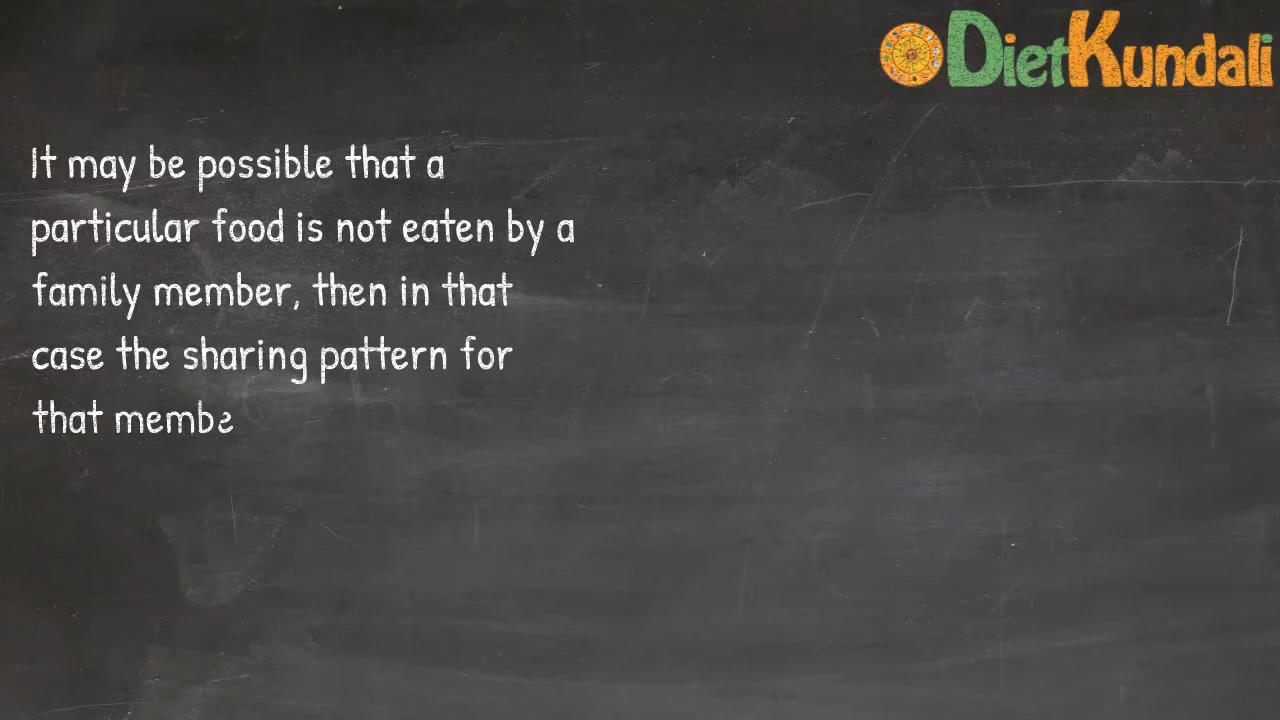 DietKundali
It may be possible that a
particular food is not eaten by a
family member, then in that
case the sharing pattern for
that memb